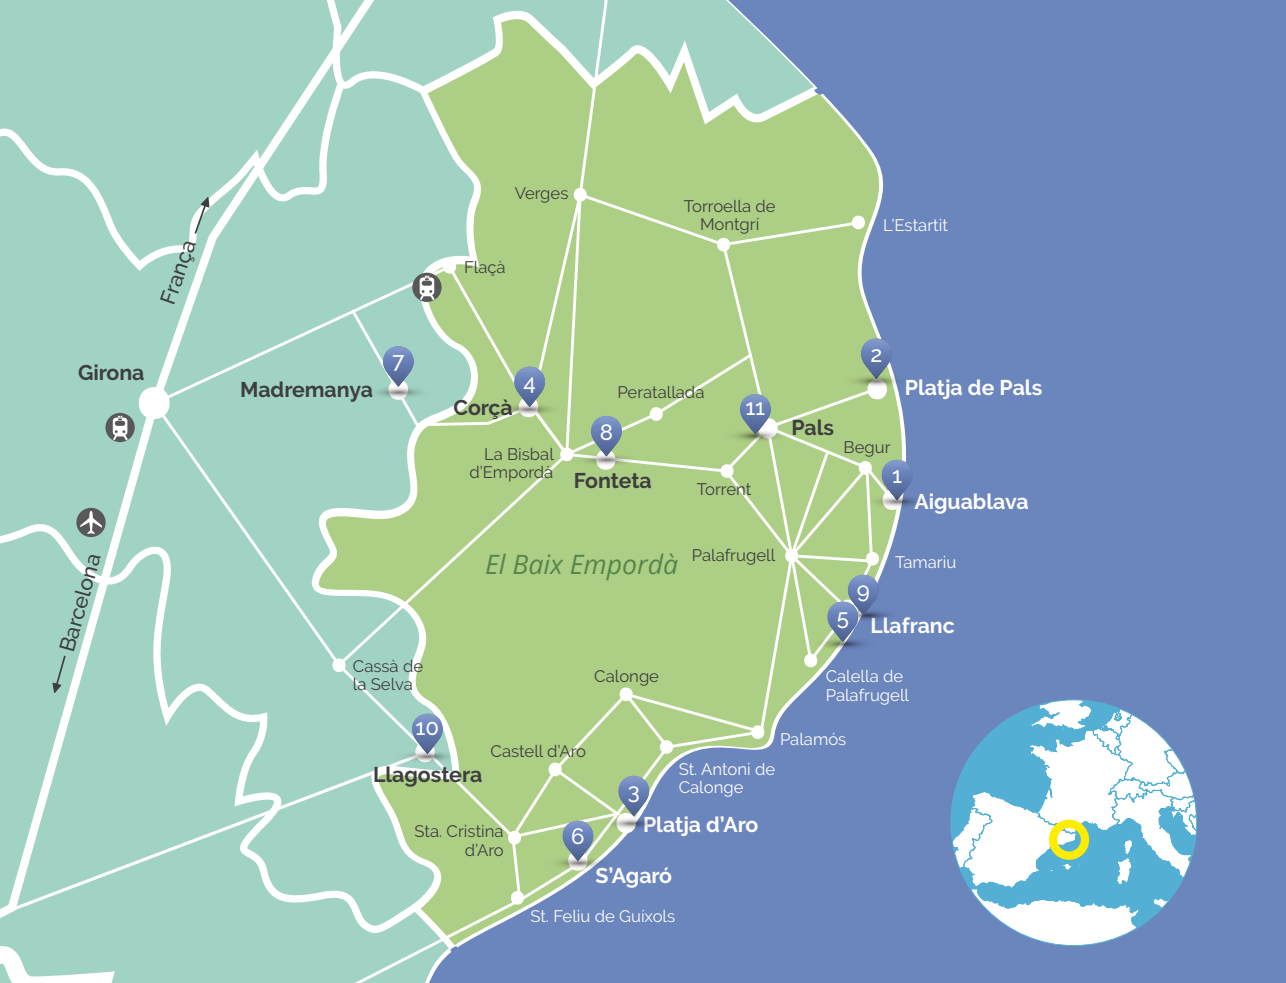 Verges
Torroella de
Montgrí
L'Estartit
França
Flaçà
Girona
7
Madremanya
4
Corçà
2
Platja de Pals
Peratallada
11
Pals
8
La Bisbal
d'Empordà
Fonteta
Begur
Torrent
1
Aiguablava
El Baix Empordà
Palafrugell
Tamariu
Barcelona
9
5
Llafranc
Cassà de
la Selva
Calonge
Calella de
Palafrugell
10
Llagostera
Castell d'Aro
Palamós
St. Antoni de
Calonge
3
Platja d'Aro
Sta. Cristina
d'Aro
6
S'Agaró
St. Feliu de Guíxols